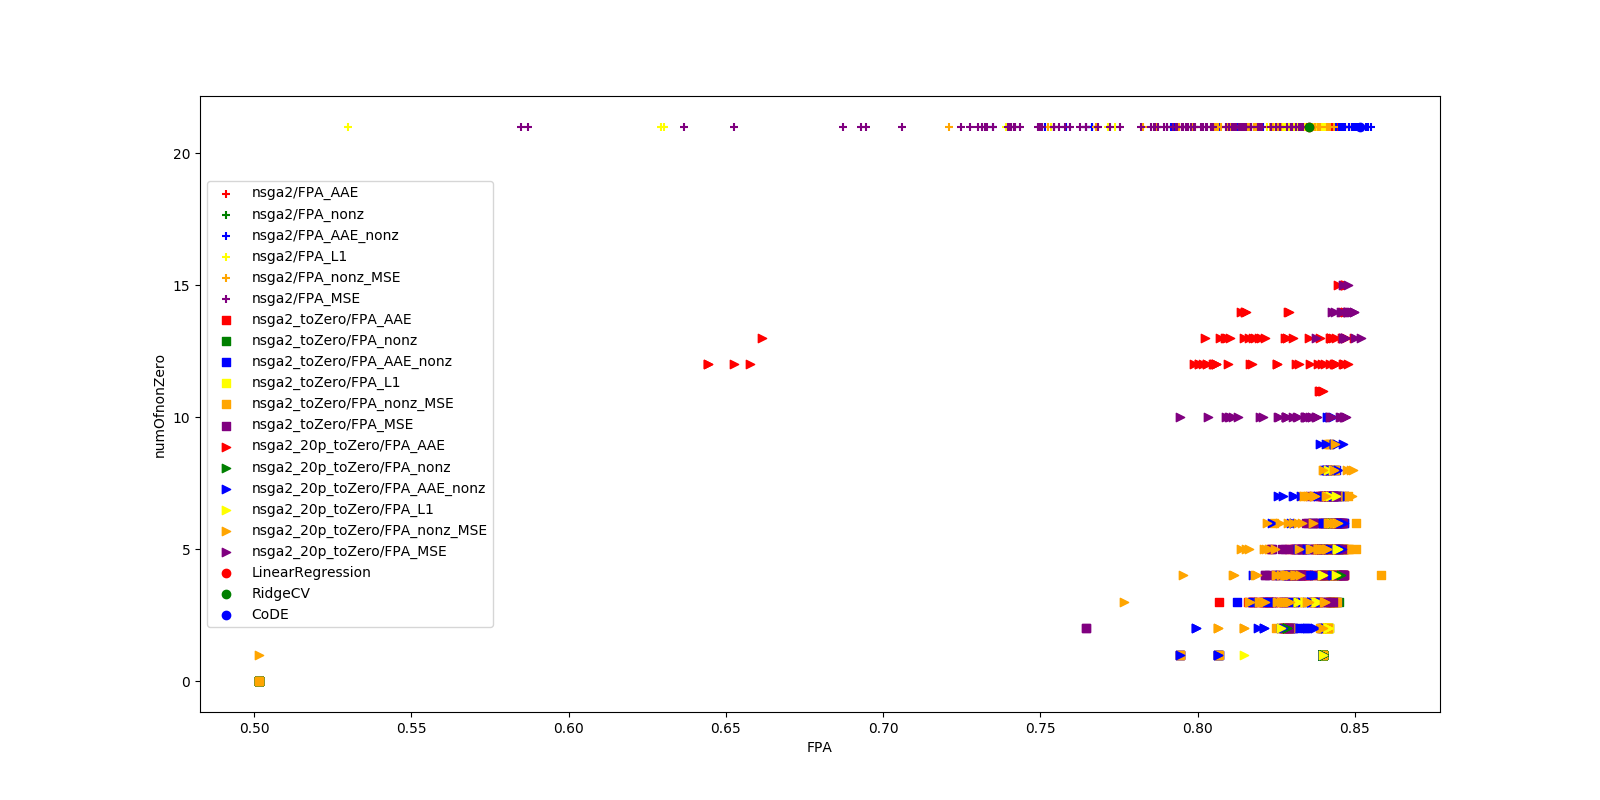 20
15
10
5
0
numOfnonZero
nsga2/FPA_AAE
nsga2/FPA_nonz
nsga2/FPA_AAE_nonz
nsga2/FPA_L1
nsga2/FPA_nonz_MSE
nsga2/FPA_MSE
nsga2_toZero/FPA_AAE
nsga2_toZero/FPA_nonz
nsga2_toZero/FPA_AAE_nonz
nsga2_toZero/FPA_L1
nsga2_toZero/FPA_nonz_MSE
nsga2_toZero/FPA_MSE
nsga2_20p_toZero/FPA_AAE
nsga2_20p_toZero/FPA_nonz
nsga2_20p_toZero/FPA_AAE_nonz
nsga2_20p_toZero/FPA_L1
nsga2_20p_toZero/FPA_nonz_MSE
nsga2_20p_toZero/FPA_MSE
LinearRegression
RidgeCV
CoDE
0.50 0.55 0.60 0.65 0.70 0.75 0.80 0.85
FPA